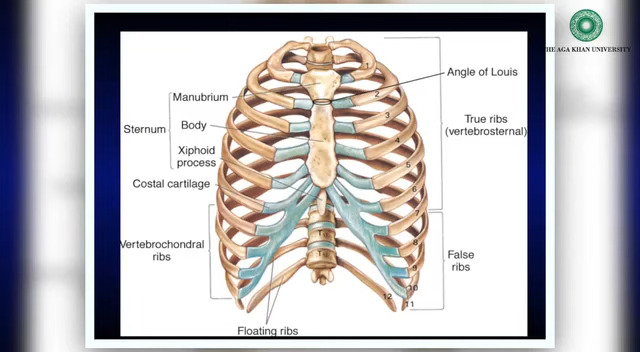 THE AGA KHAN UNIVERSITY
Angle of Louis
Manubrium
Sternum
Body
Xiphoid
process
Costal cartilage
Vertebrochondral
ribs
Floating ribs
True ribs
(vertebrosternal)
False
ribs
1
2
3
4
5
6
7
8
9
10
11
12